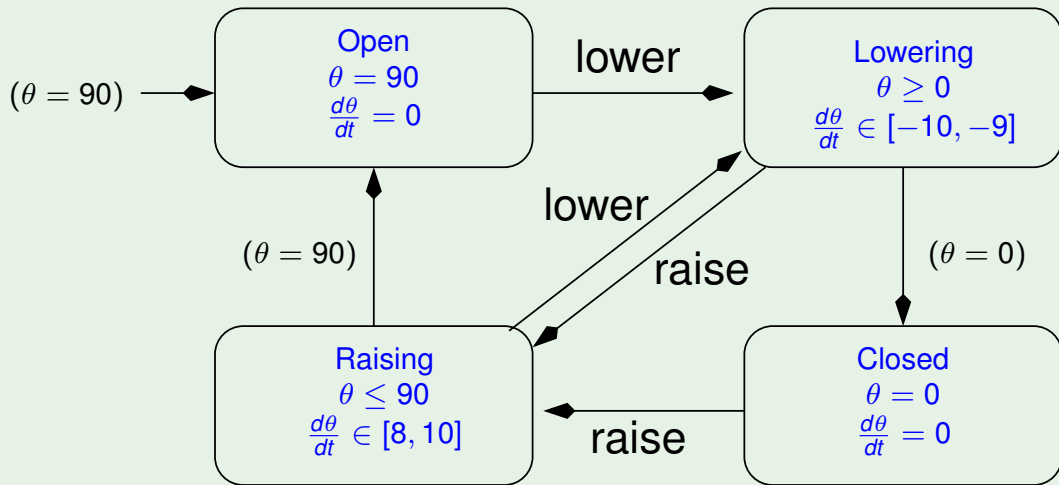 Open
θ = 90
dθ/dt = 0
lower
Lowering
θ ≥ 0
dθ/dt ∈ [−10, −9]
(θ = 90)
lower
raise
(θ = 90)
(θ = 0)
Raising
θ ≤ 90
dθ/dt ∈ [8, 10]
raise
Closed
θ = 0
dθ/dt = 0